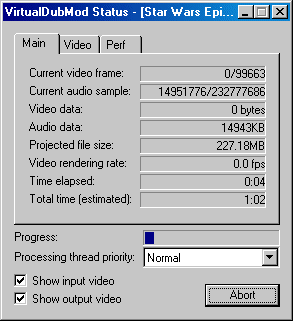 VirtualDubMod Status - [Star Wars Epi...
Main Video Perf
Current video frame: 0/99663
Current audio sample: 14951776/232777686
Video data: 0 bytes
Audio data: 14943KB
Projected file size: 227.18MB
Video rendering rate: 0.0 fps
Time elapsed: 0:04
Total time (estimated): 1:02
Progress:
Processing thread priority: Normal
Show input video
Show output video
Abort